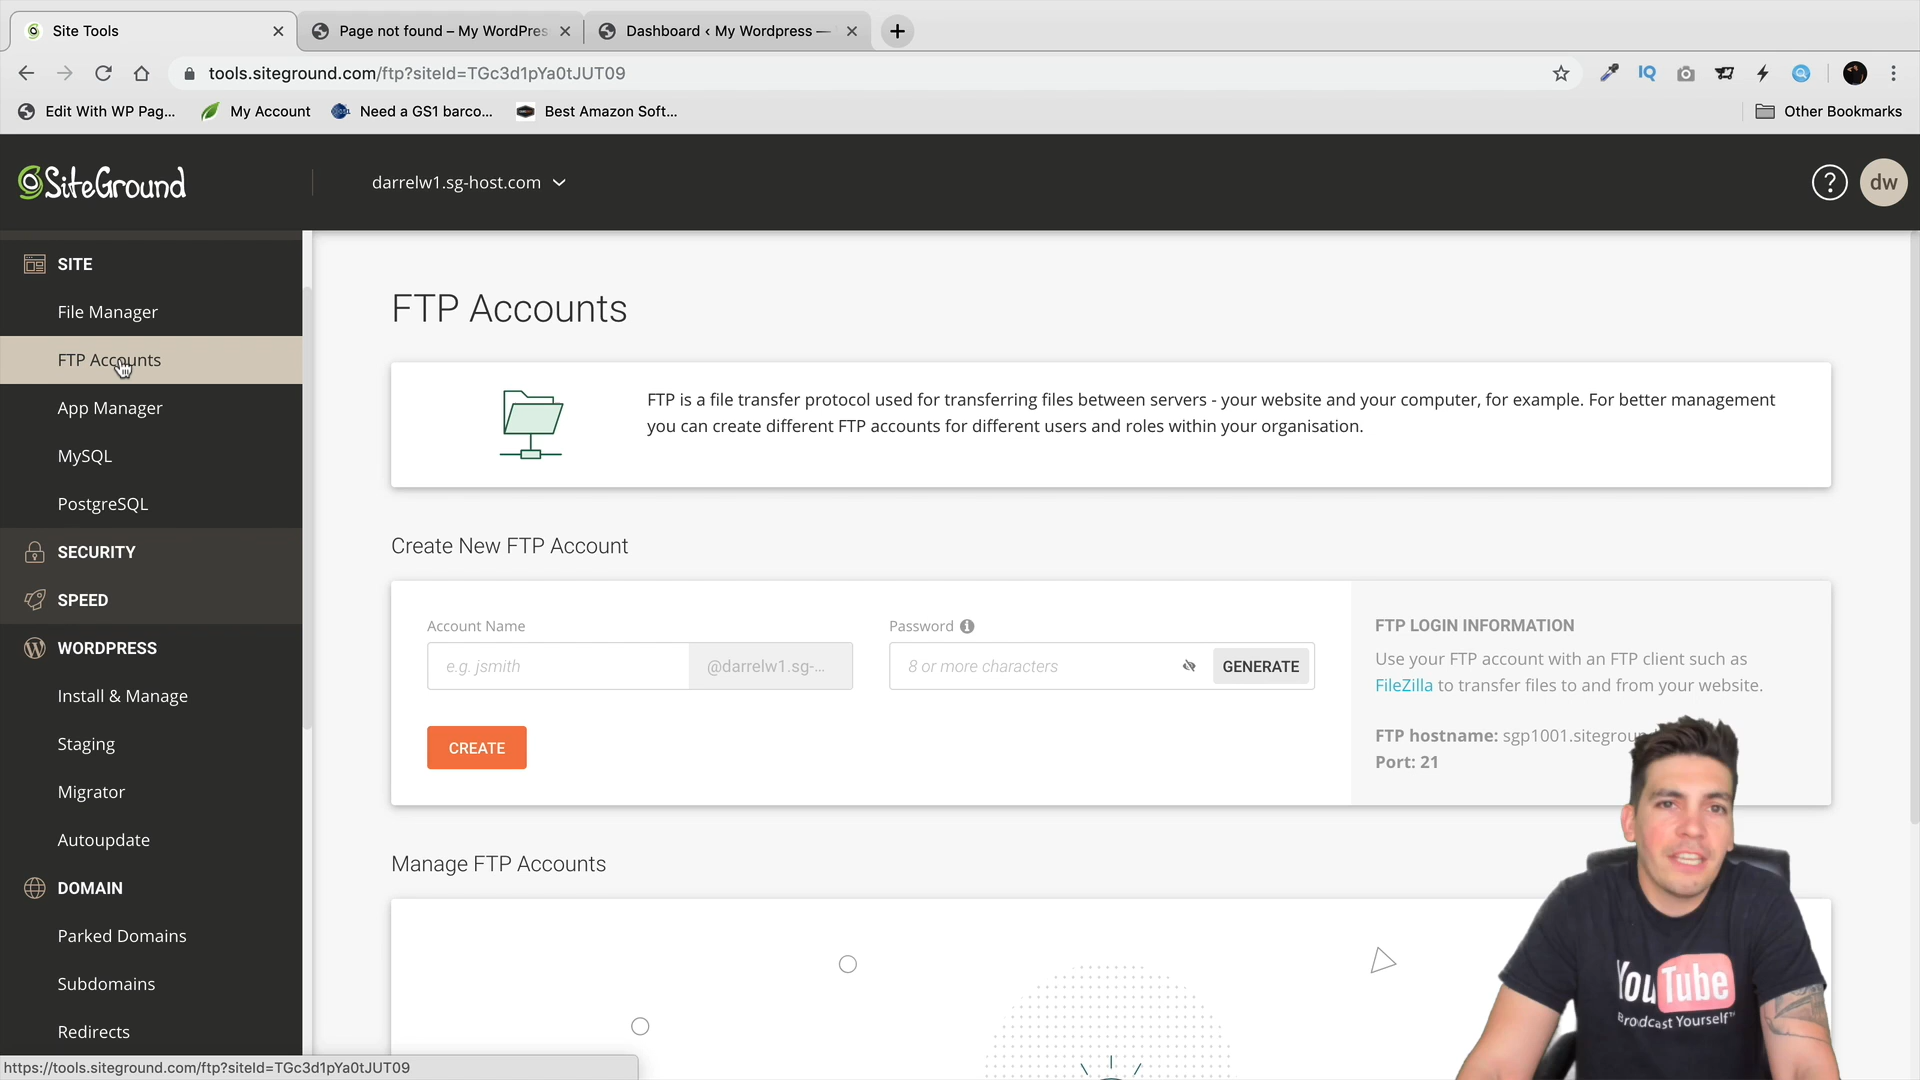 Site Tools
Page not found – My WordPres
Dashboard ‹ My Wordpress —
tools.siteground.com/ftp?siteId=TGc3d1pYa0tJUT09
IQ
Edit With WP Pag...
My Account
Need a GS1 barco...
Best Amazon Soft...
Other Bookmarks
SiteGround
darrelw1.sg-host.com
?
dw
SITE
File Manager
FTP Accounts
App Manager
MySQL
PostgreSQL
SECURITY
SPEED
WORDPRESS
Install & Manage
Staging
Migrator
Autoupdate
DOMAIN
Parked Domains
Subdomains
Redirects
https://tools.siteground.com/ftp?siteId=TGc3d1pYa0tJUT09
FTP Accounts
FTP is a file transfer protocol used for transferring files between servers - your website and your computer, for example. For better management
you can create different FTP accounts for different users and roles within your organisation.
Create New FTP Account
Account Name
e.g. jsmith
@darrelw1.sg-...
Password
8 or more characters
GENERATE
CREATE
FTP LOGIN INFORMATION
Use your FTP account with an FTP client such as
FileZilla to transfer files to and from your website.
FTP hostname: sgp1001.sitegroun
Port: 21
Manage FTP Accounts
YouTube
Broadcast Yourself™